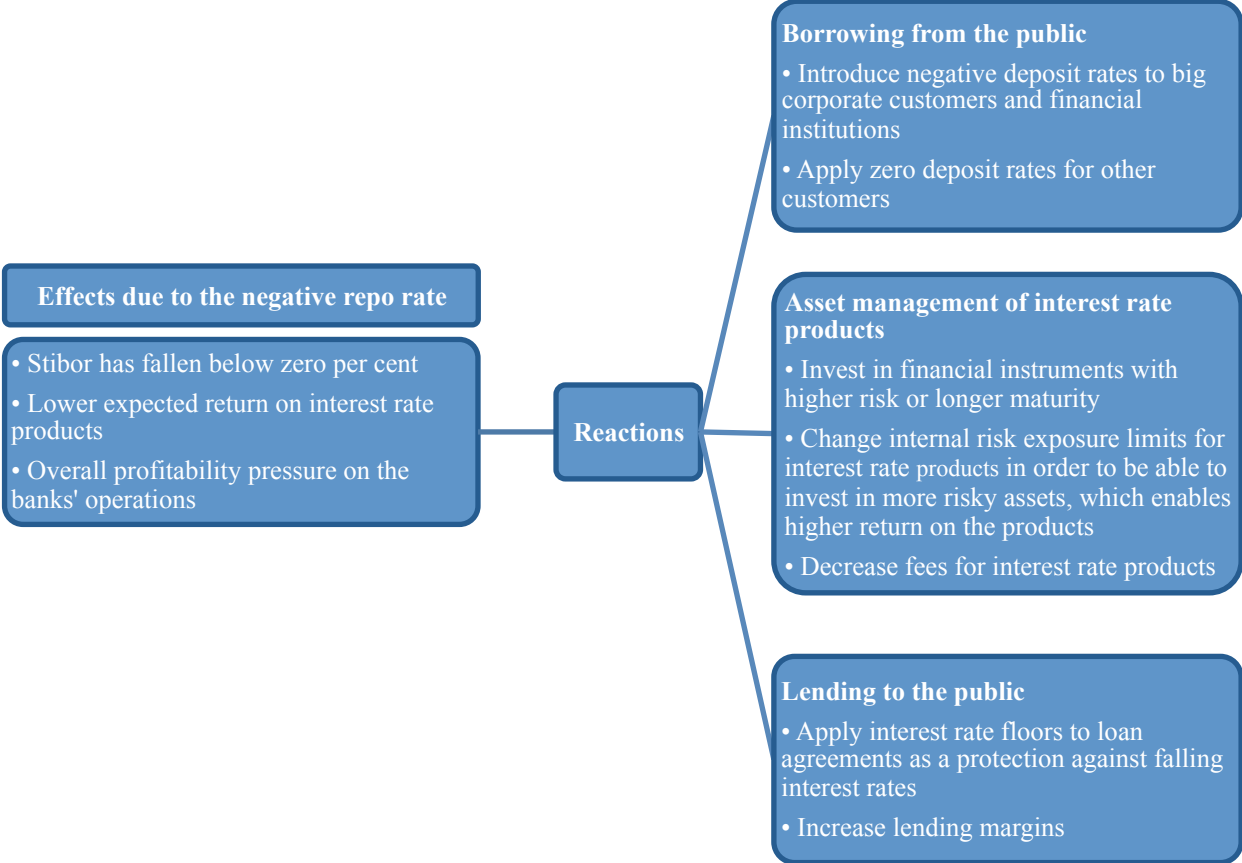 Effects due to the negative repo rate
• Stibor has fallen below zero per cent
• Lower expected return on interest rate
products
• Overall profitability pressure on the
banks' operations
Reactions
Borrowing from the public
• Introduce negative deposit rates to big
corporate customers and financial
institutions
• Apply zero deposit rates for other
customers
Asset management of interest rate
products
• Invest in financial instruments with
higher risk or longer maturity
• Change internal risk exposure limits for
interest rate products in order to be able to
invest in more risky assets, which enables
higher return on the products
• Decrease fees for interest rate products
Lending to the public
• Apply interest rate floors to loan
agreements as a protection against falling
interest rates
• Increase lending margins